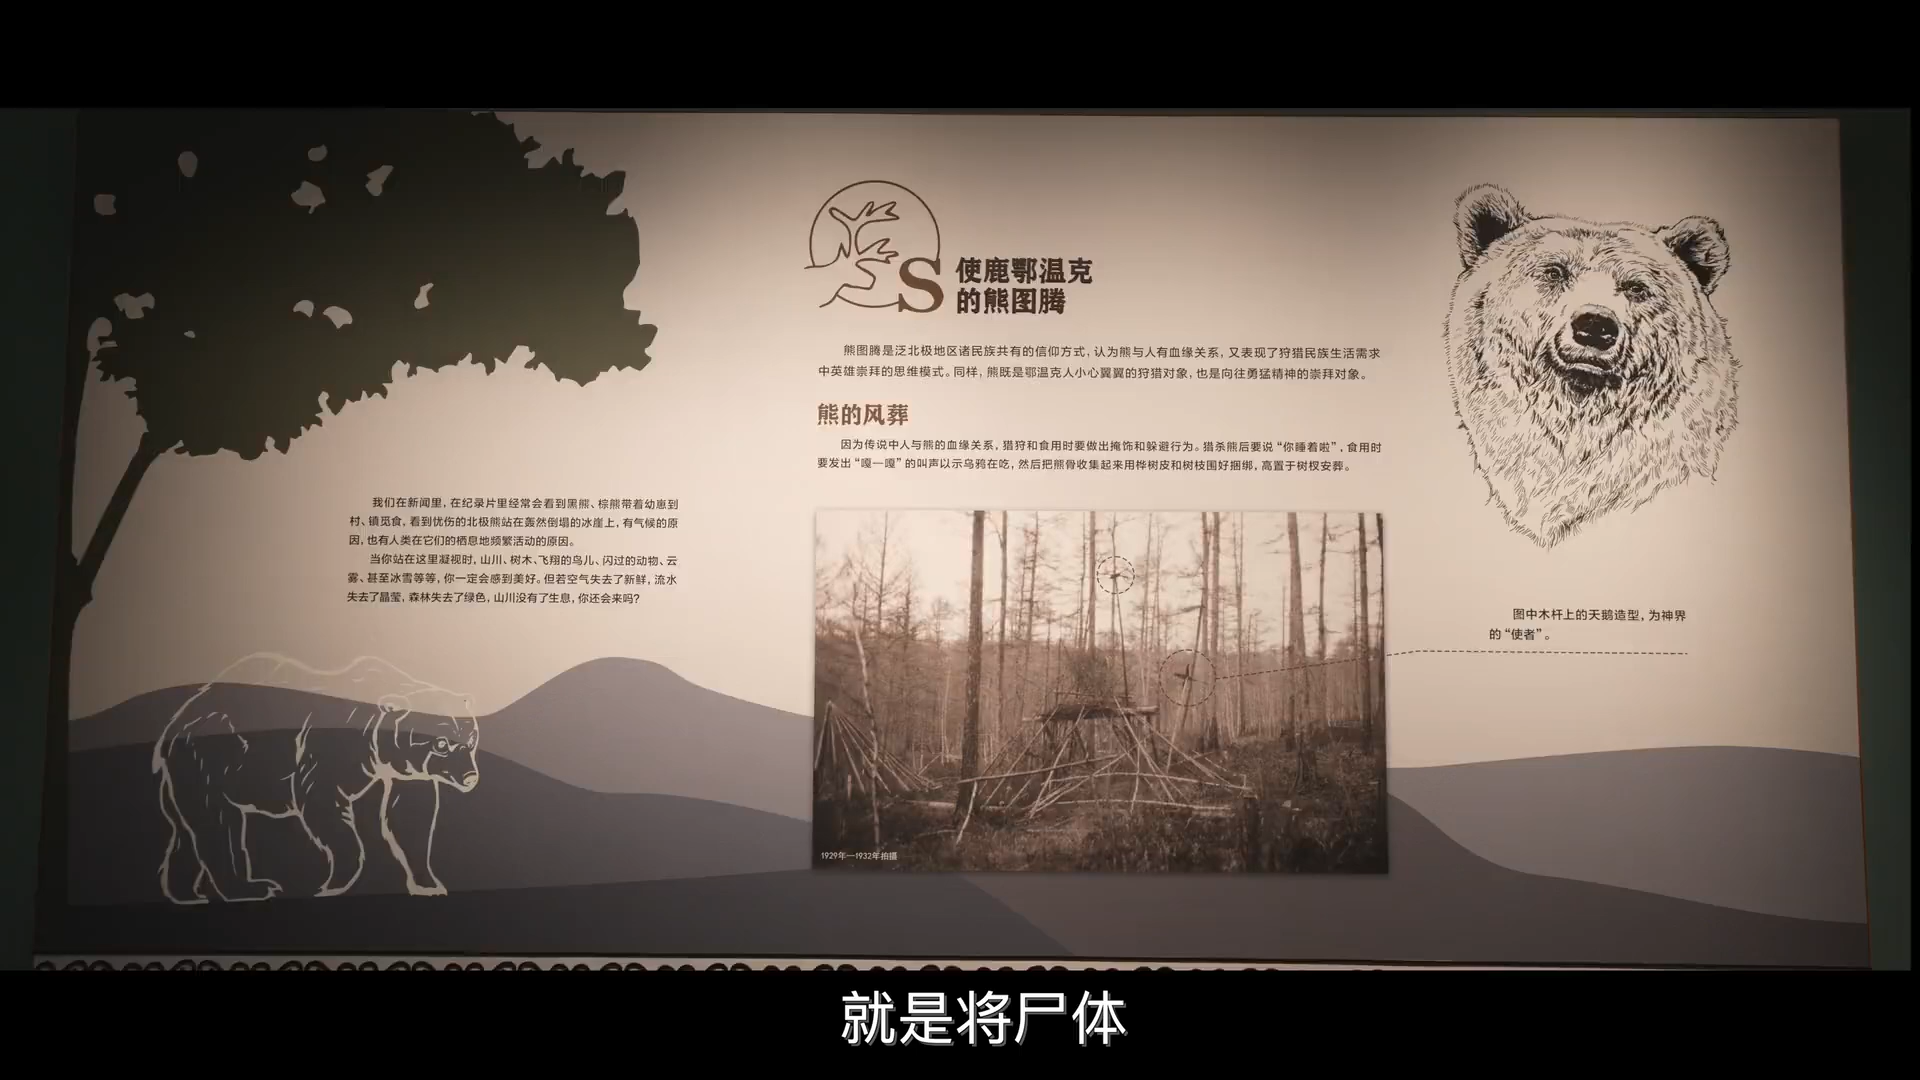 S
使鹿鄂温克
的熊图腾
熊图腾是泛北极地区诸民族共有的信仰方式，认为熊与人有血缘关系，又表现了狩猎民族生活需求
中英雄崇拜的思维模式。同样，熊既是鄂温克人小心翼翼的狩猎对象，也是向往勇猛精神的崇拜对象。
熊的风葬
因为传说中人与熊的血缘关系，猎狩和食用时要做出掩饰和躲避行为。猎杀熊后要说“你睡着啦”，食用时
要发出“嘎—嘎”的叫声以示乌鸦在吃，然后把熊骨收集起来用桦树皮和树枝围好捆绑，高置于树杈安葬。
我们在新闻里，在纪录片里经常会看到黑熊、棕熊带着幼崽到
村、镇觅食，看到忧伤的北极熊站在轰然倒塌的冰崖上，有气候的原
因，也有人类在它们的栖息地频繁活动的原因。
当你站在这里凝视时，山川、树木、飞翔的鸟儿、闪过的动物、云
雾、甚至冰雪等等，你一定会感到美好。但若空气失去了新鲜，流水
失去了晶莹，森林失去了绿色，山川没有了生息，你还会来吗？
图中木杆上的天鹅造型，为神界
的“使者”。
1929年—1932年拍摄
就是将尸体